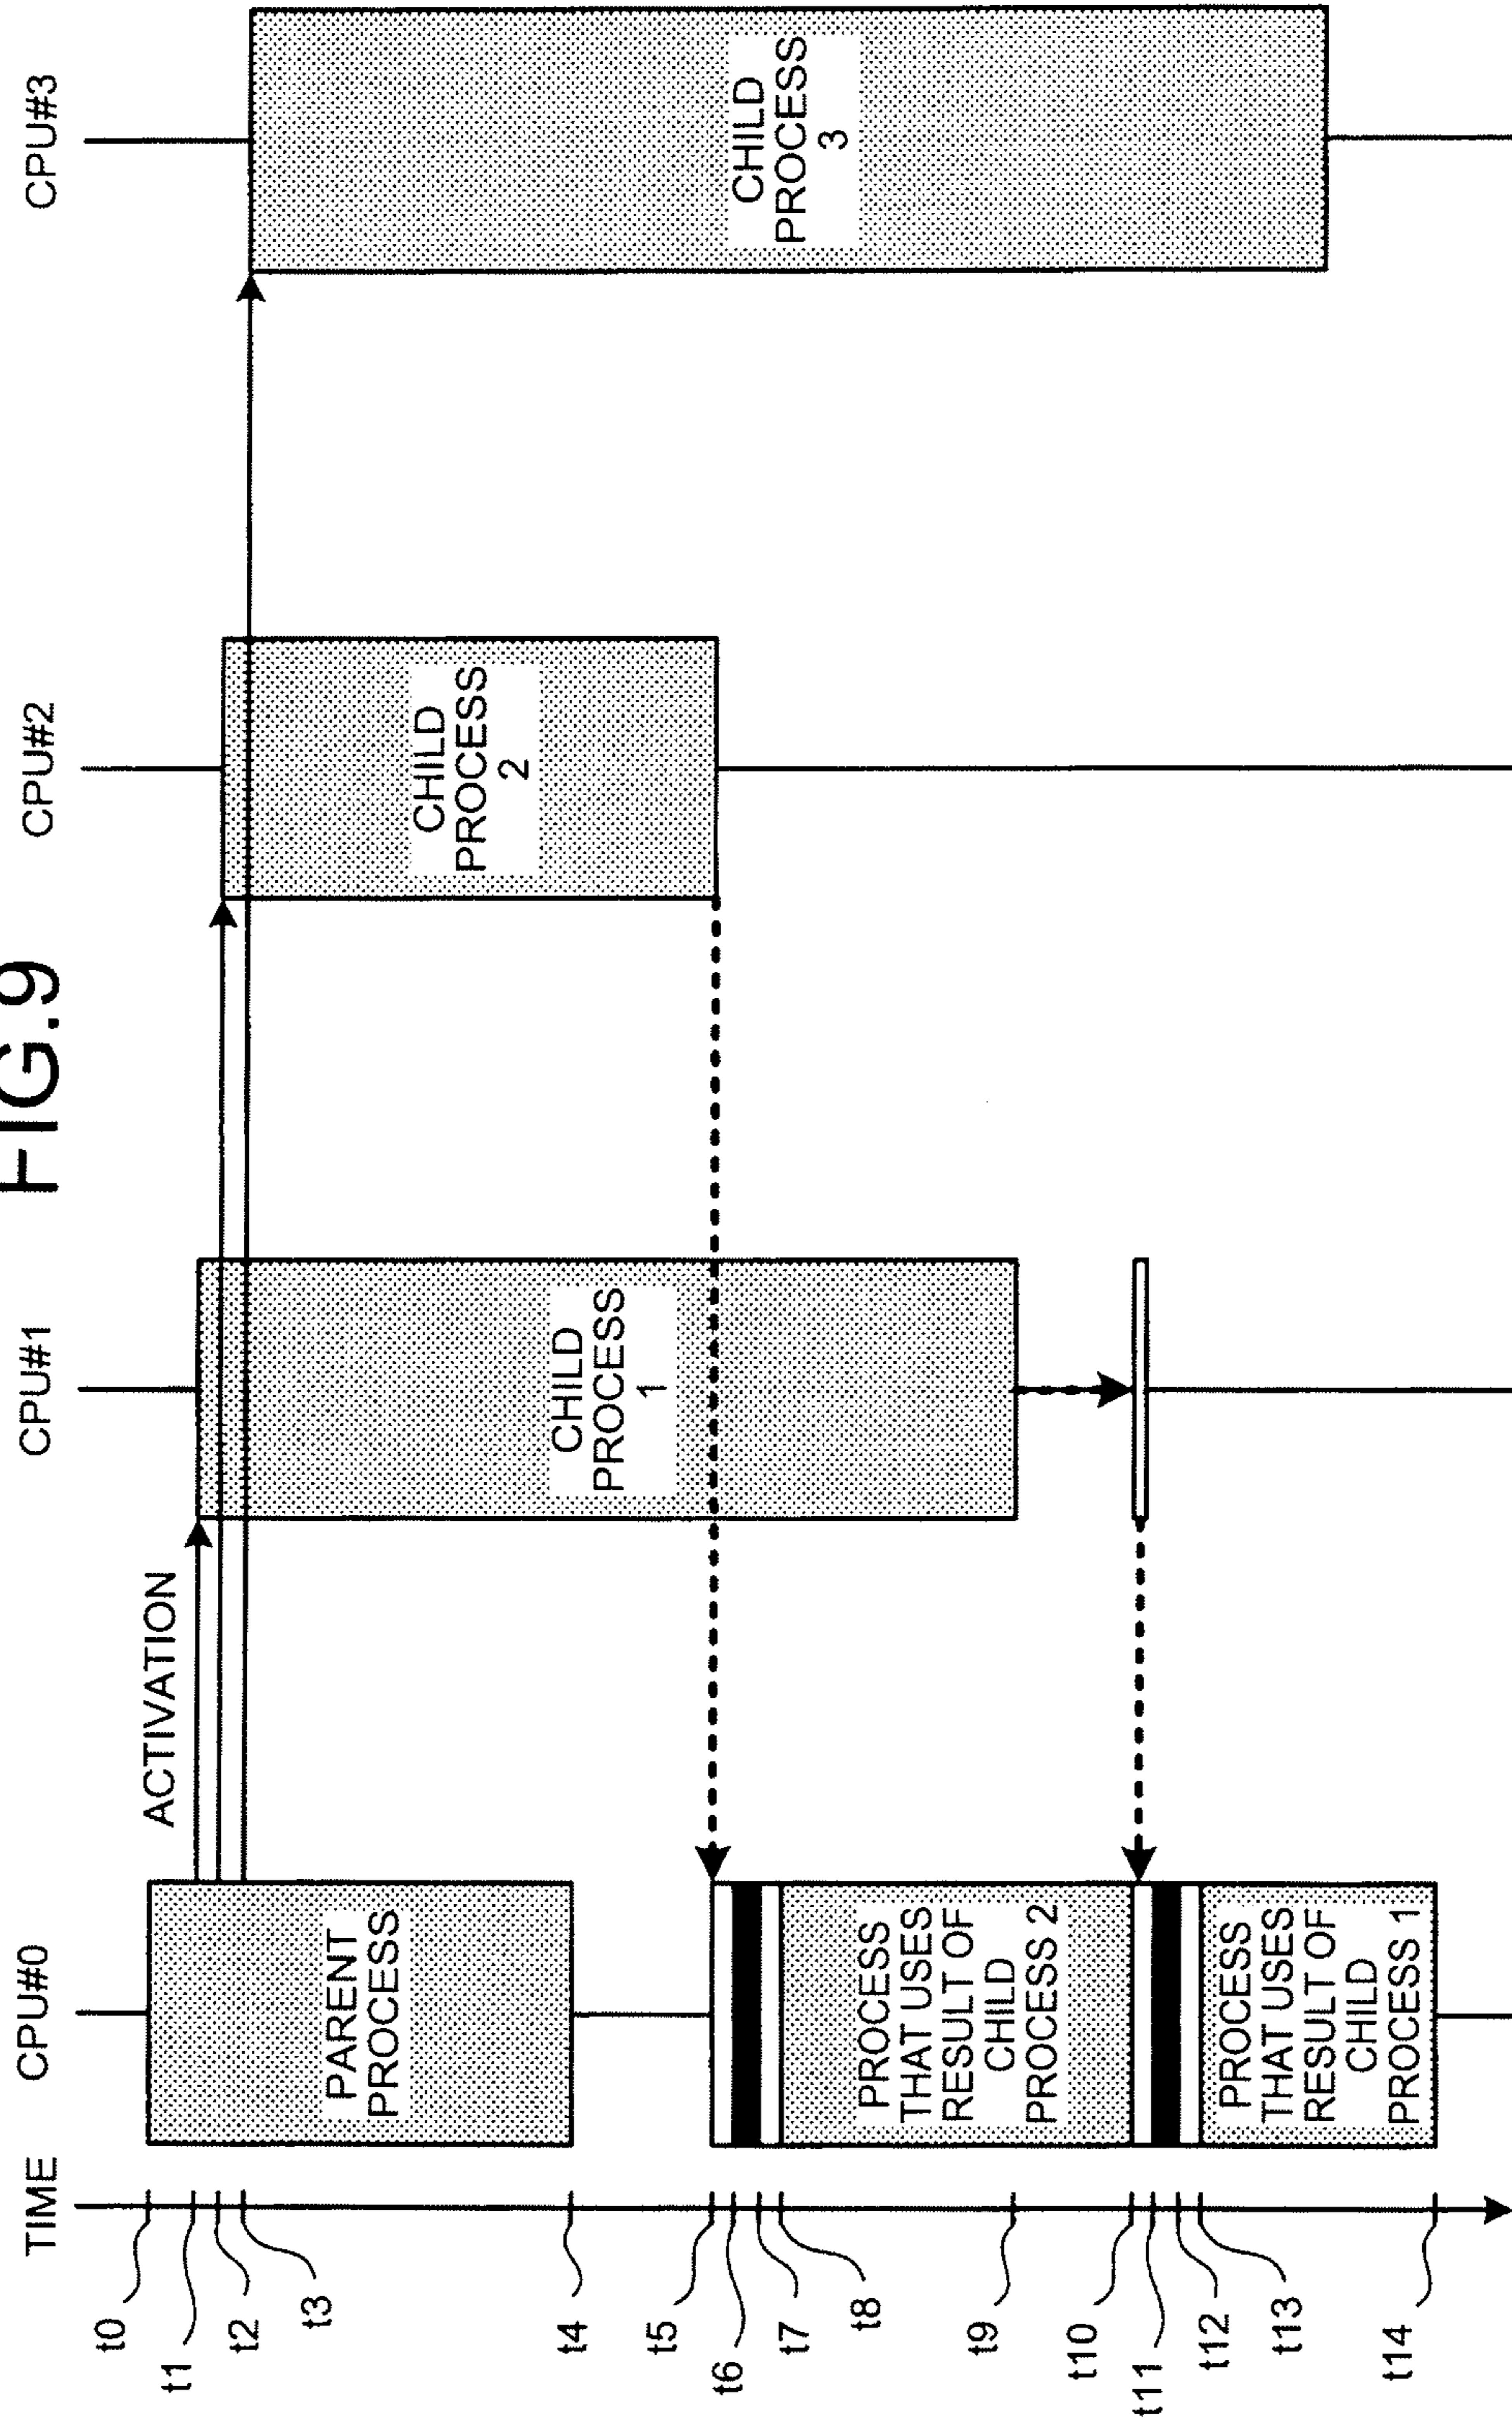 FIG.9
TIME
CPU#0
CPU#1
CPU#2
CPU#3
ACTIVATION
t0
t1
t2
t3
t4
t5
t6
t7
t8
t9
t10
t11
t12
t13
t14
PARENT
PROCESS
CHILD
PROCESS
1
CHILD
PROCESS
2
CHILD
PROCESS
3
PROCESS
THAT USES
RESULT OF
CHILD
PROCESS 2
PROCESS
THAT USES
RESULT OF
CHILD
PROCESS 1